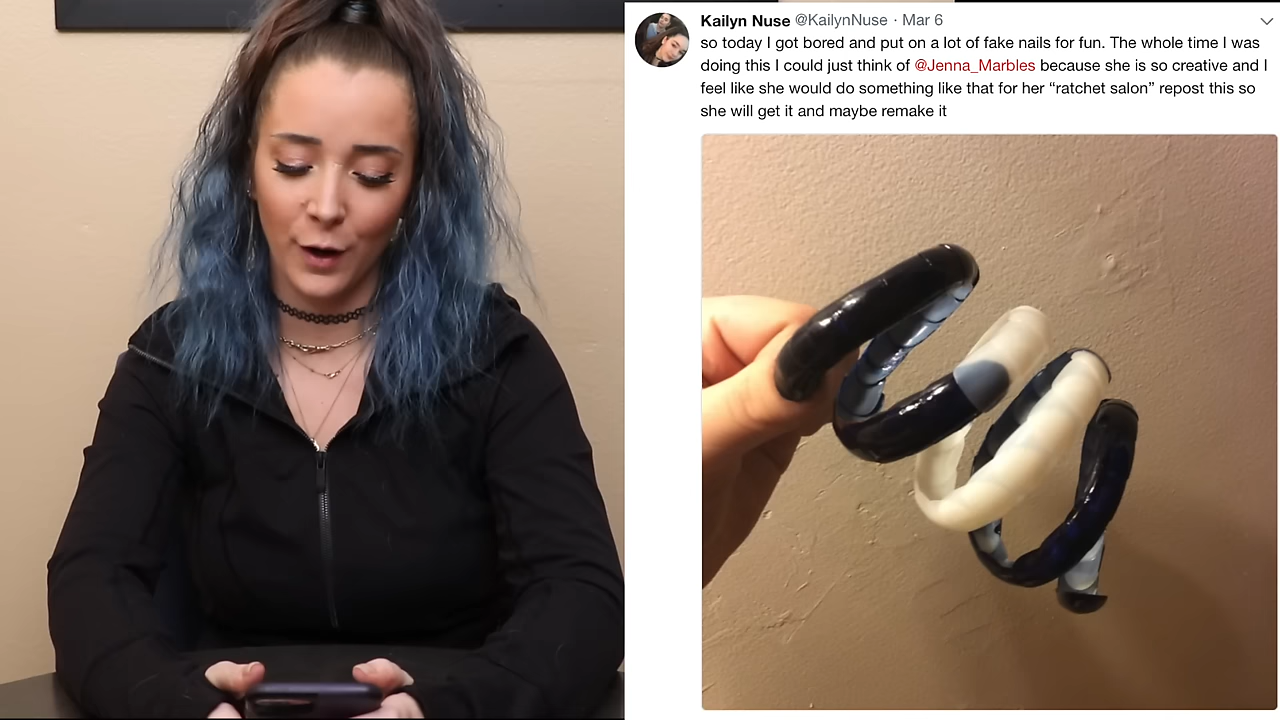 Kailyn Nuse @KailynNuse · Mar 6
so today I got bored and put on a lot of fake nails for fun. The whole time I was
doing this I could just think of @Jenna_Marbles because she is so creative and I
feel like she would do something like that for her “ratchet salon” repost this so
she will get it and maybe remake it